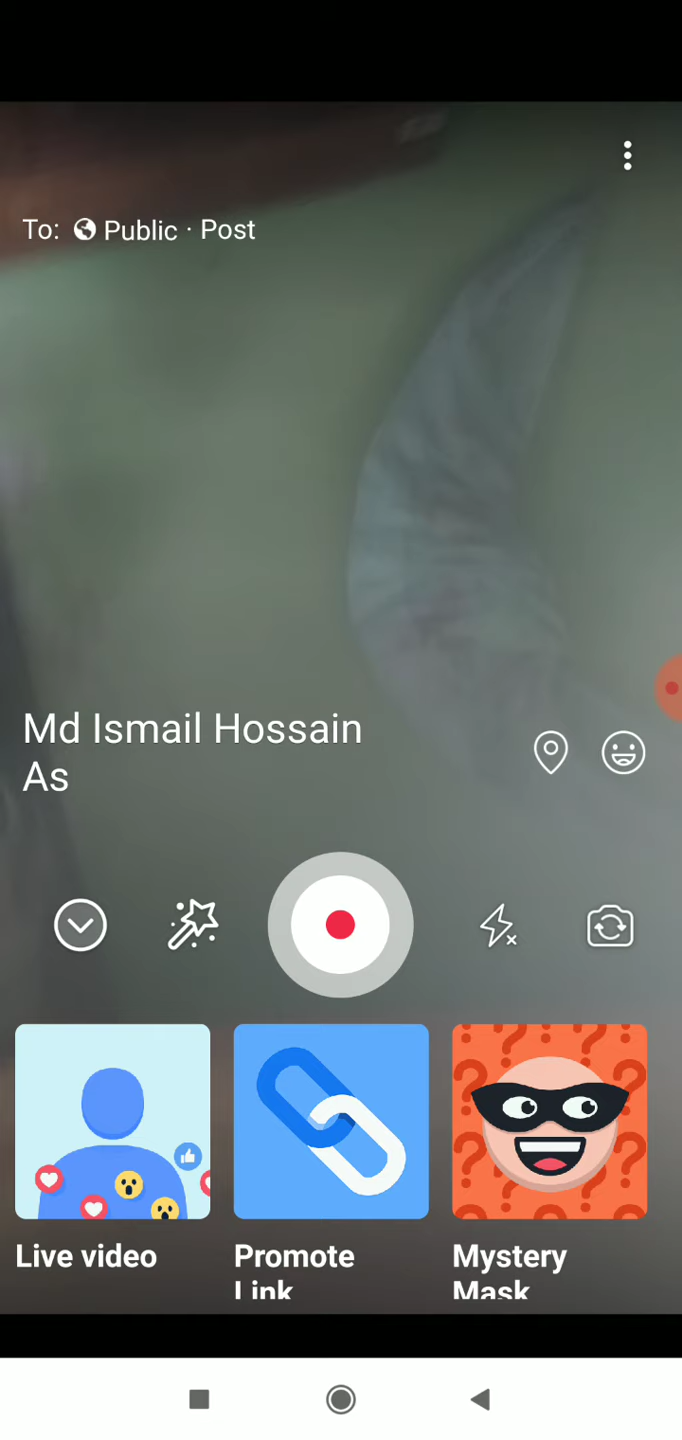 To: Public · Post
Md Ismail Hossain
As
Live video
Promote
Link
Mystery
Mask